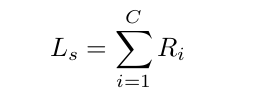 L_s = \sum_{i=1}^{C} R_i